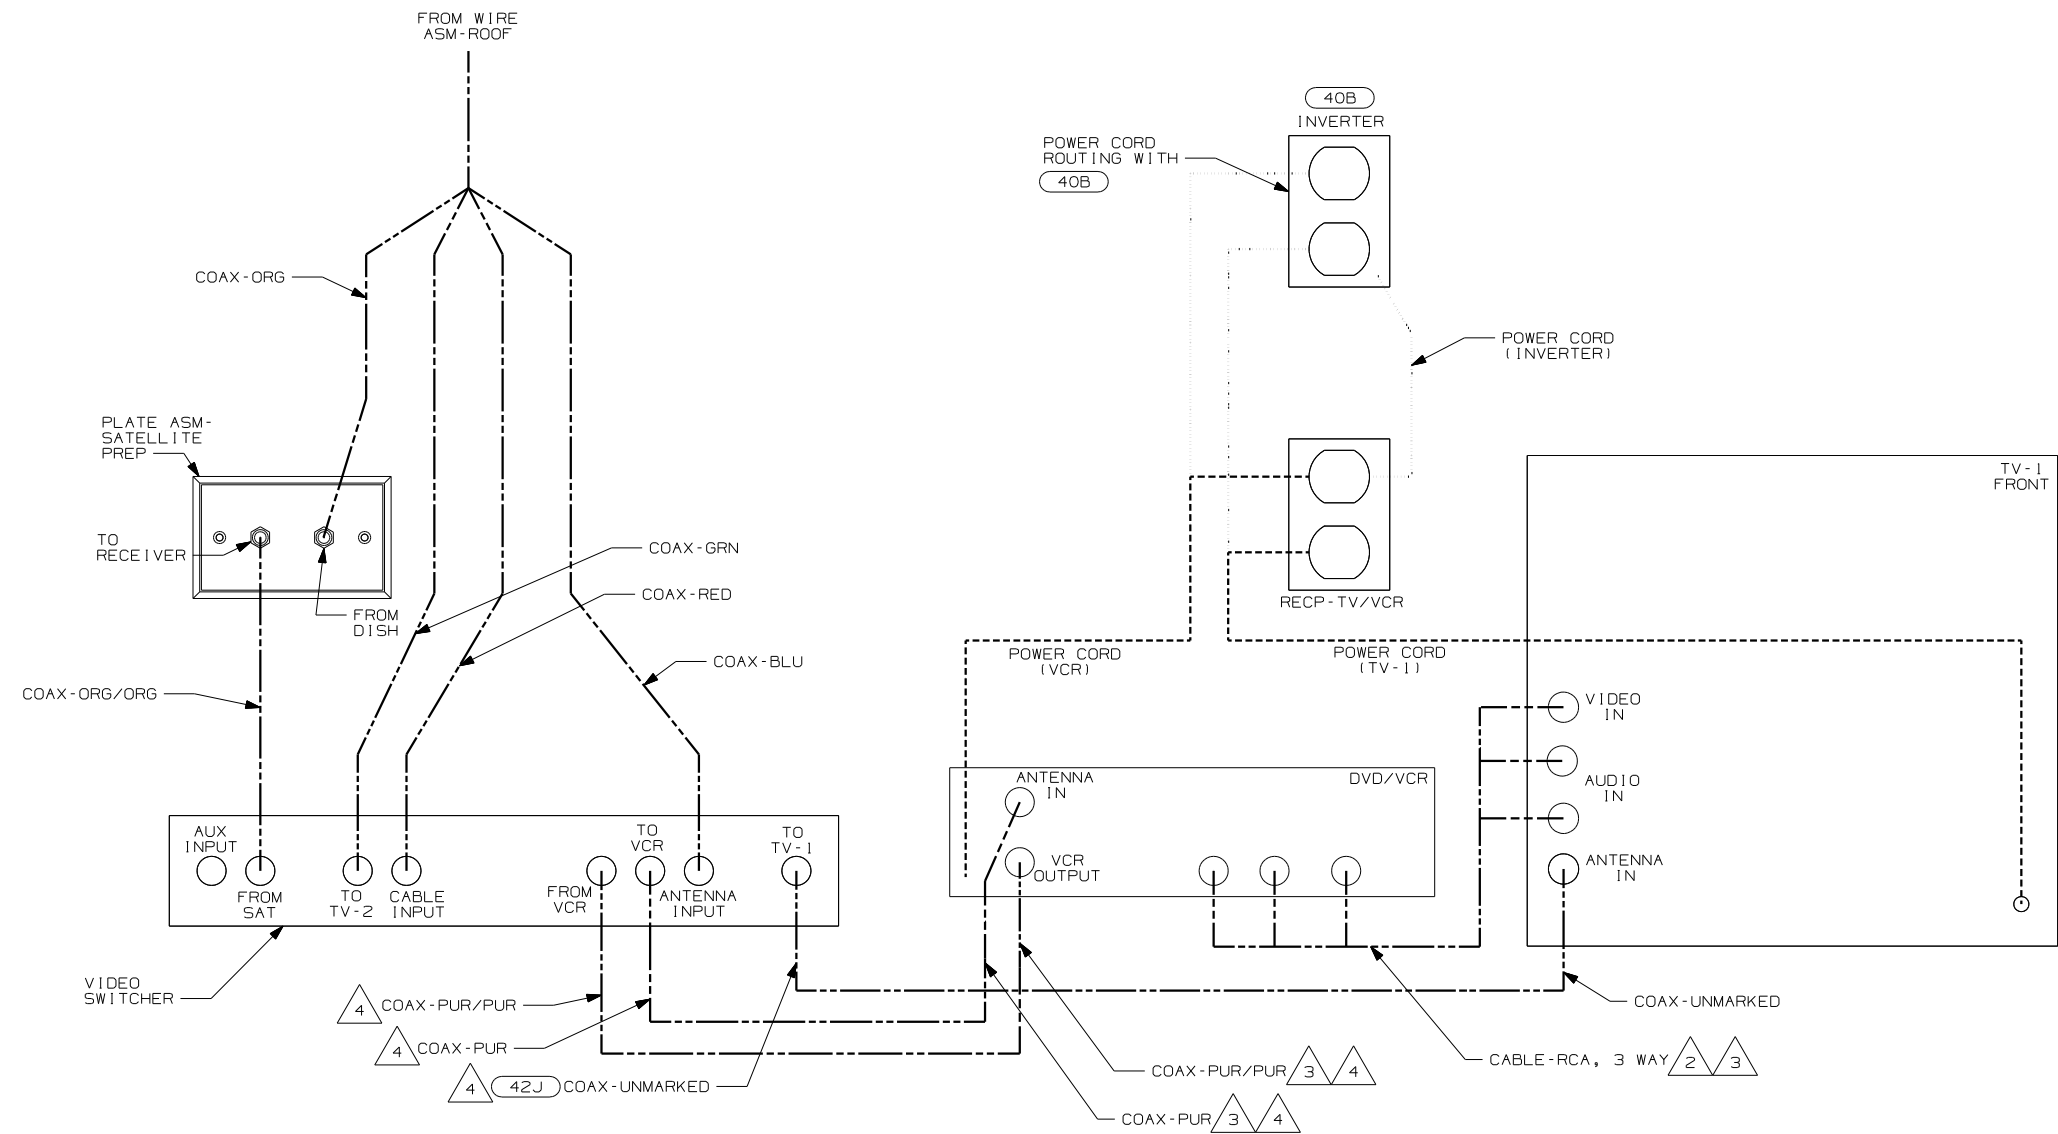 FROM WIRE
ASM-ROOF
40B
INVERTER
POWER CORD
ROUTING WITH
40B
COAX-ORG
POWER CORD
(INVERTER)
PLATE ASM-
SATELLITE
PREP
TV-1
FRONT
TO
RECEIVER
COAX-GRN
COAX-RED
FROM
DISH
RECP-TV/VCR
COAX-BLU
POWER CORD
(VCR)
POWER CORD
(TV-1)
COAX-ORG/ORG
VIDEO
IN
AUDIO
IN
ANTENNA
IN
ANTENNA
IN
DVD/VCR
VCR
OUTPUT
AUX
INPUT
FROM
SAT
TO
TV-2
CABLE
INPUT
FROM
VCR
TO
VCR
ANTENNA
INPUT
TO
TV-1
VIDEO
SWITCHER
4 COAX-PUR/PUR
4 COAX-PUR
4 42J COAX-UNMARKED
COAX-UNMARKED
CABLE-RCA, 3 WAY 2 3
COAX-PUR/PUR 3 4
COAX-PUR 3 4